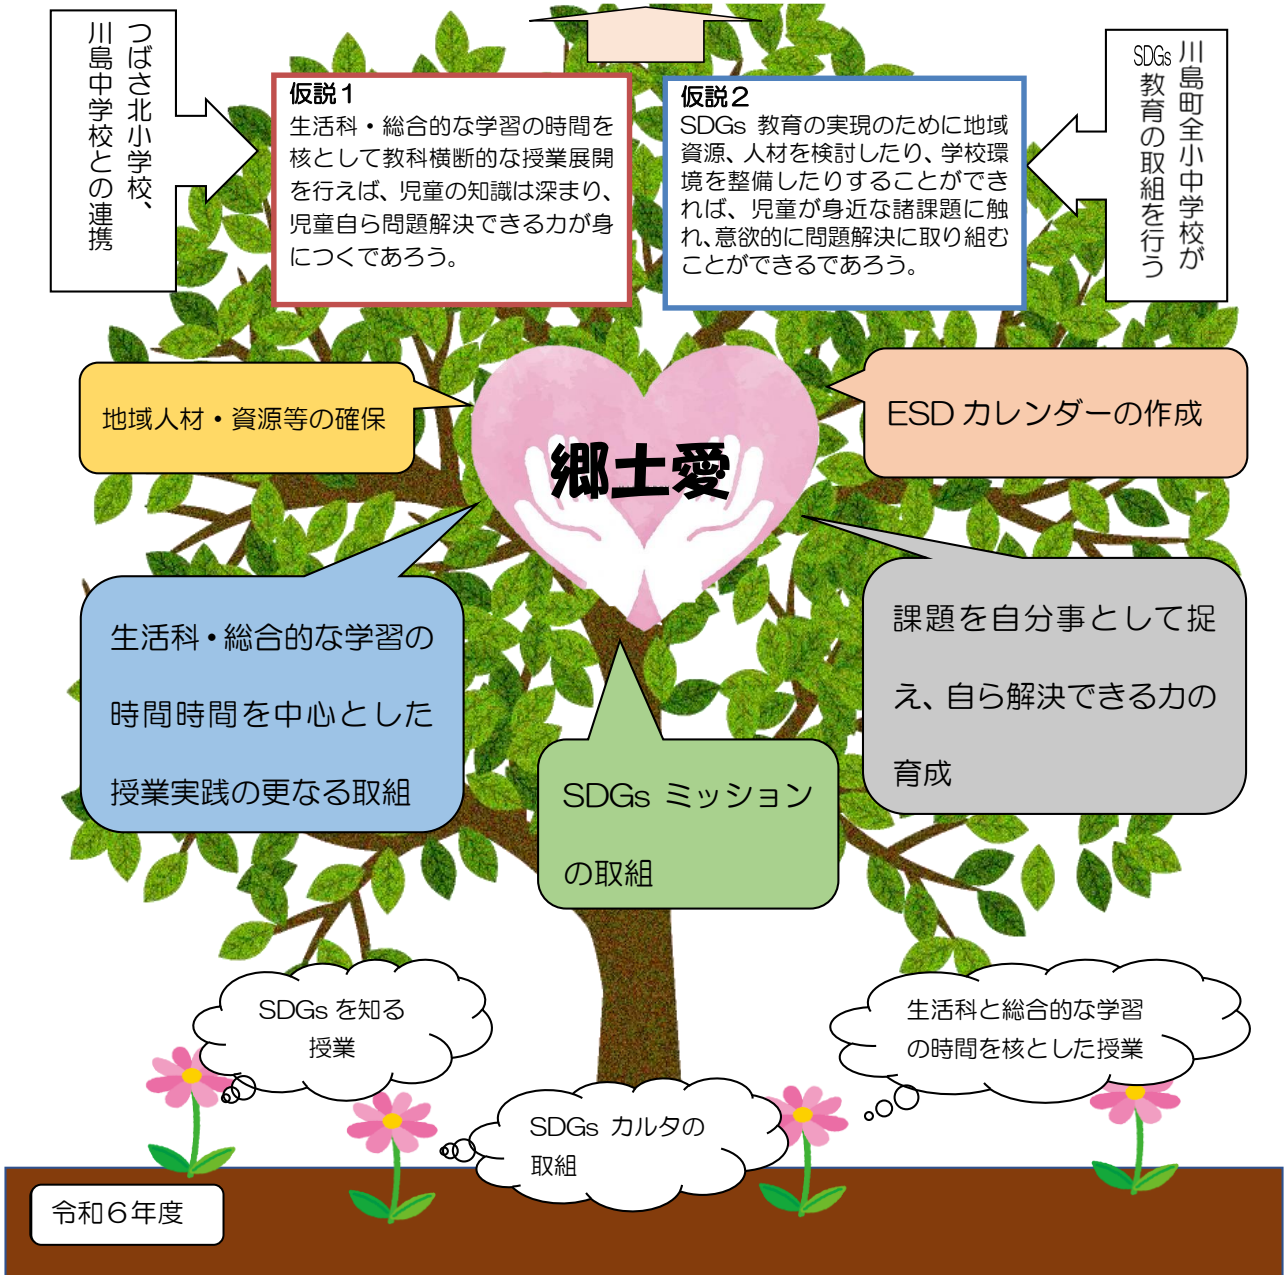 つばさ北小学校、
川島中学校との連携
仮説1
生活科・総合的な学習の時間を
核として教科横断的な授業展開
を行えば、児童の知識は深まり、
児童自ら問題解決できる力が身
につくであろう。
仮説2
SDGs 教育の実現のために地域
資源、人材を検討したり、学校環
境を整備したりすることができ
れば、児童が身近な諸課題に触
れ、意欲的に問題解決に取り組む
ことができるであろう。
川島町全小中学校が
SDGs教育の取組を行う
地域人材・資源等の確保
郷土愛
ESD カレンダーの作成
生活科・総合的な学習の
時間時間を中心とした
授業実践の更なる取組
SDGs ミッション
の取組
課題を自分事として捉
え、自ら解決できる力の
育成
SDGs を知る
授業
SDGs カルタの
取組
生活科と総合的な学習
の時間を核とした授業
令和6年度